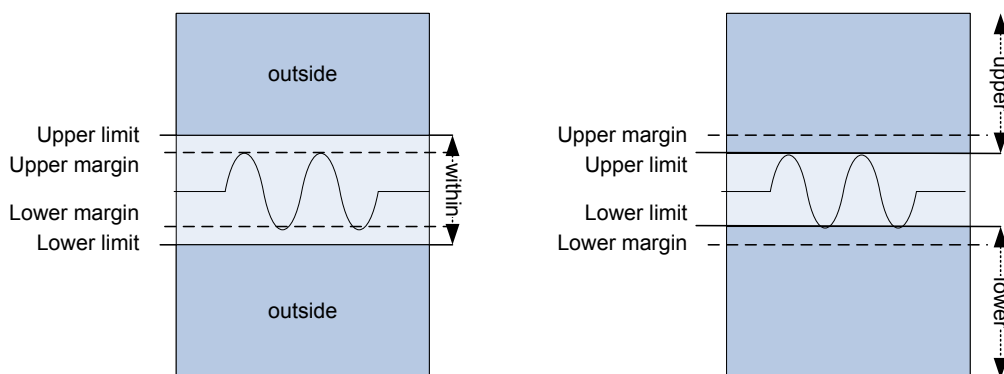 outside
Upper limit
Upper margin
Lower margin
Lower limit
within
outside
Upper margin
Upper limit
Lower limit
Lower margin
upper
lower